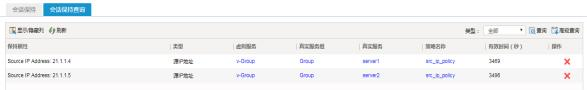 会话保持 会话保持查询
显示/隐藏列 刷新 类型： 全部 查询 高级查询
保持属性 类型 虚拟服务 真实服务组 真实服务 策略名称 有效时间（秒） 操作
Source IP Address: 21.1.1.4 源IP地址 v-Group Group server1 src_ip_policy 3469
Source IP Address: 21.1.1.5 源IP地址 v-Group Group server2 src_ip_policy 3496